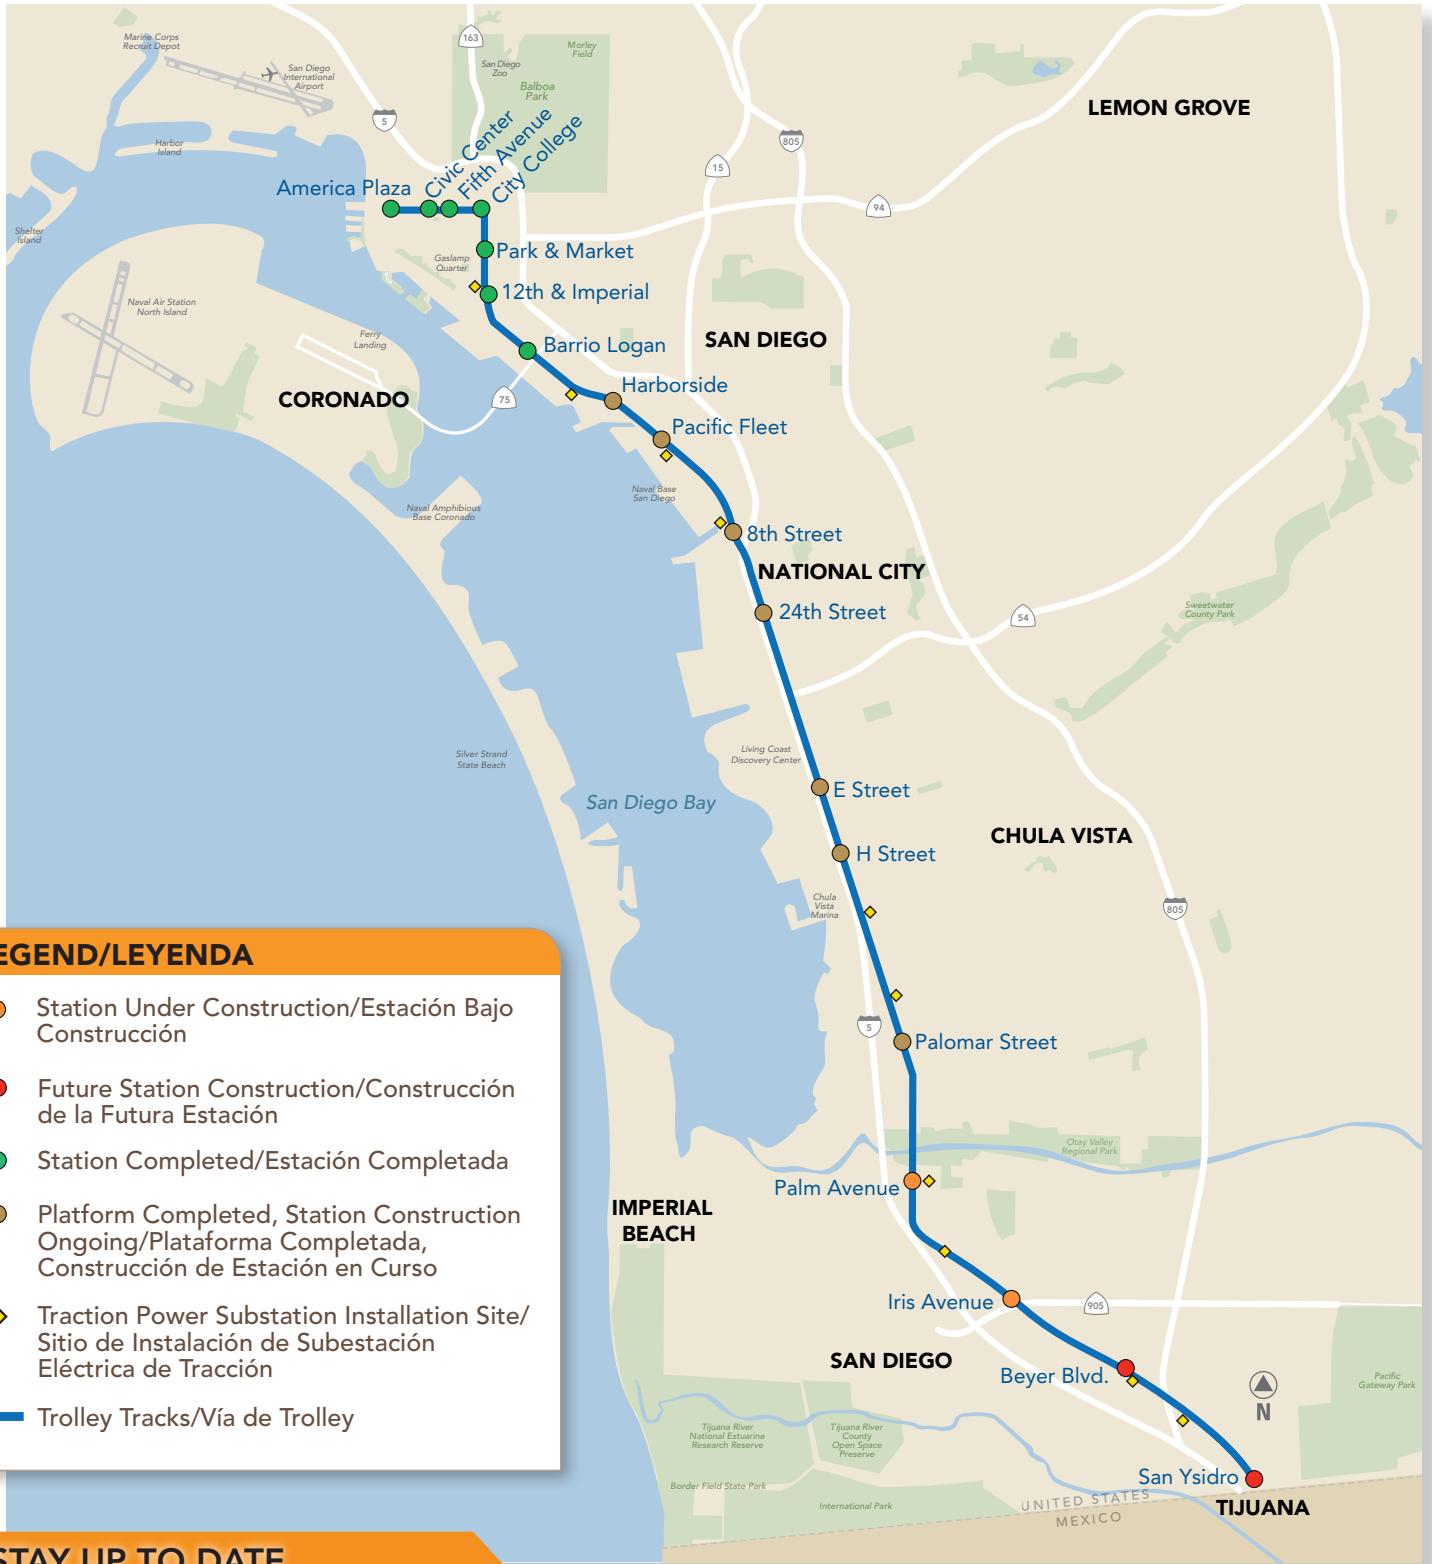 Marine Corps
Recruit Depot
San Diego
International
Airport
163
San Diego
Zoo
Morley
Field
Balboa
Park
5
Harbor
Island
LEMON GROVE
805
15
94
America Plaza
Civic Center
Fifth Avenue
City College
Shelter
Island
Park & Market
Gaslamp
Quarter
12th & Imperial
Naval Air Station
North Island
Ferry
Landing
Barrio Logan
SAN DIEGO
Harborside
CORONADO
75
Pacific Fleet
Naval Base
San Diego
Naval Amphibious
Base Coronado
8th Street
NATIONAL CITY
24th Street
54
Sweetwater
County Park
Silver Strand
State Beach
Living Coast
Discovery Center
San Diego Bay
E Street
CHULA VISTA
H Street
Chula
Vista
Marina
805
5
Palomar Street
Otay Valley
Regional Park
Palm Avenue
IMPERIAL
BEACH
Iris Avenue
905
SAN DIEGO
Beyer Blvd.
N
Pacific
Gateway Park
Tijuana River
National Estuarine
Research Reserve
Tijuana River
County
Open Space
Preserve
Border Field State Park
International Park
San Ysidro
UNITED STATES
MEXICO
TIJUANA
EGEND/LEYENDA
Station Under Construction/Estación Bajo
Construcción
Future Station Construction/Construcción
de la Futura Estación
Station Completed/Estación Completada
Platform Completed, Station Construction
Ongoing/Plataforma Completada,
Construcción de Estación en Curso
Traction Power Substation Installation Site/
Sitio de Instalación de Subestación
Eléctrica de Tracción
Trolley Tracks/Vía de Trolley
STAY UP TO DATE